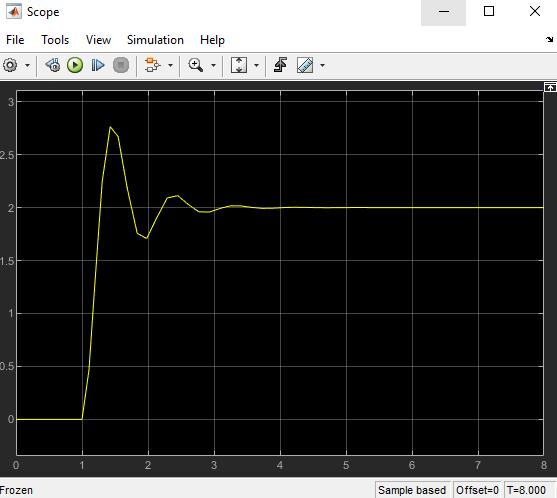 Scope
File Tools View Simulation Help
3
2.5
2
1.5
1
0.5
0
0 1 2 3 4 5 6 7 8
Frozen Sample based Offset=0 T=8.000